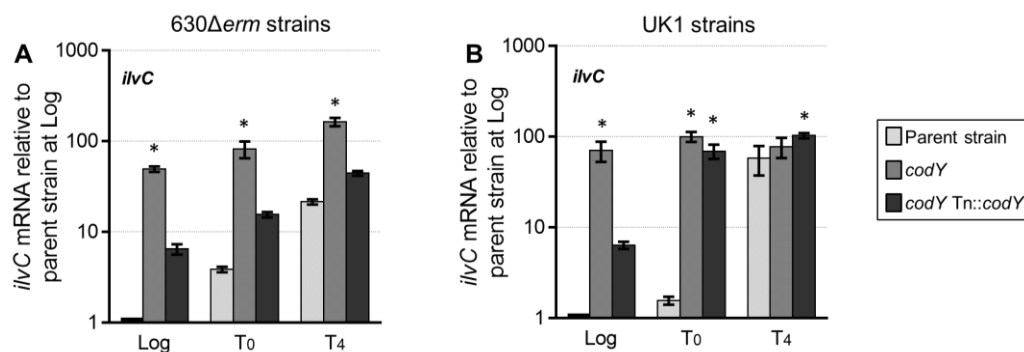 630Δerm strains
A
ilvC mRNA relative to
parent strain at Log
1000
100
10
1
ilvC
*
*
*
Log
T0
T4
UK1 strains
B
ilvC mRNA relative to
parent strain at Log
1000
100
10
1
ilvC
*
*
*
*
Log
T0
T4
Parent strain
codY
codY Tn::codY